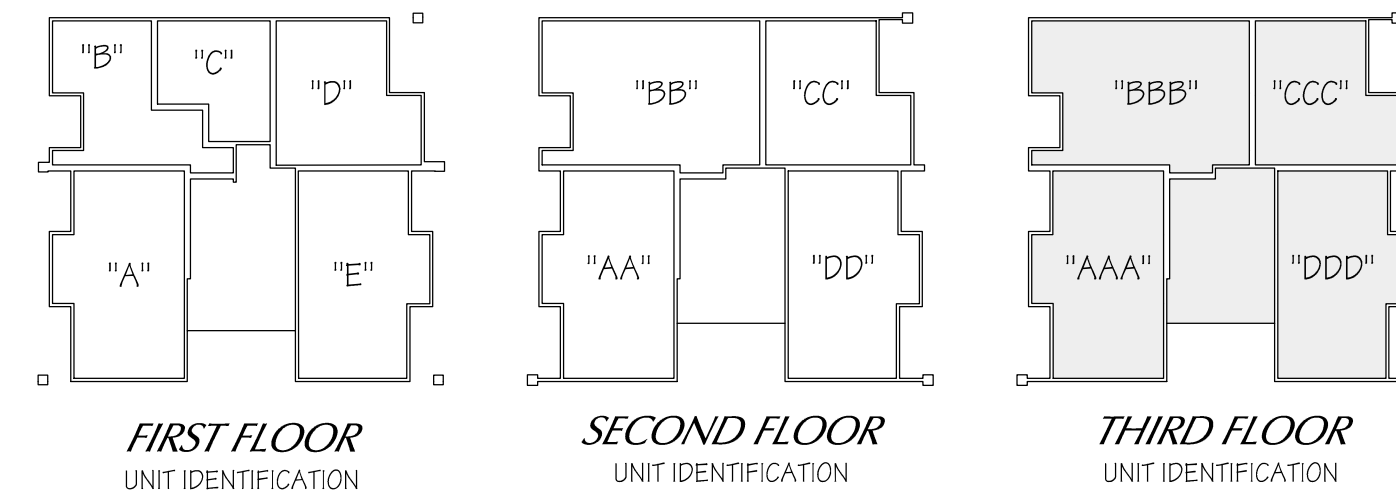 "B"
"C"
"D"
"A"
"E"
FIRST FLOOR
UNIT IDENTIFICATION
"BB"
"CC"
"AA"
"DD"
SECOND FLOOR
UNIT IDENTIFICATION
"BBB"
"CCC"
"AAA"
"DDD"
THIRD FLOOR
UNIT IDENTIFICATION